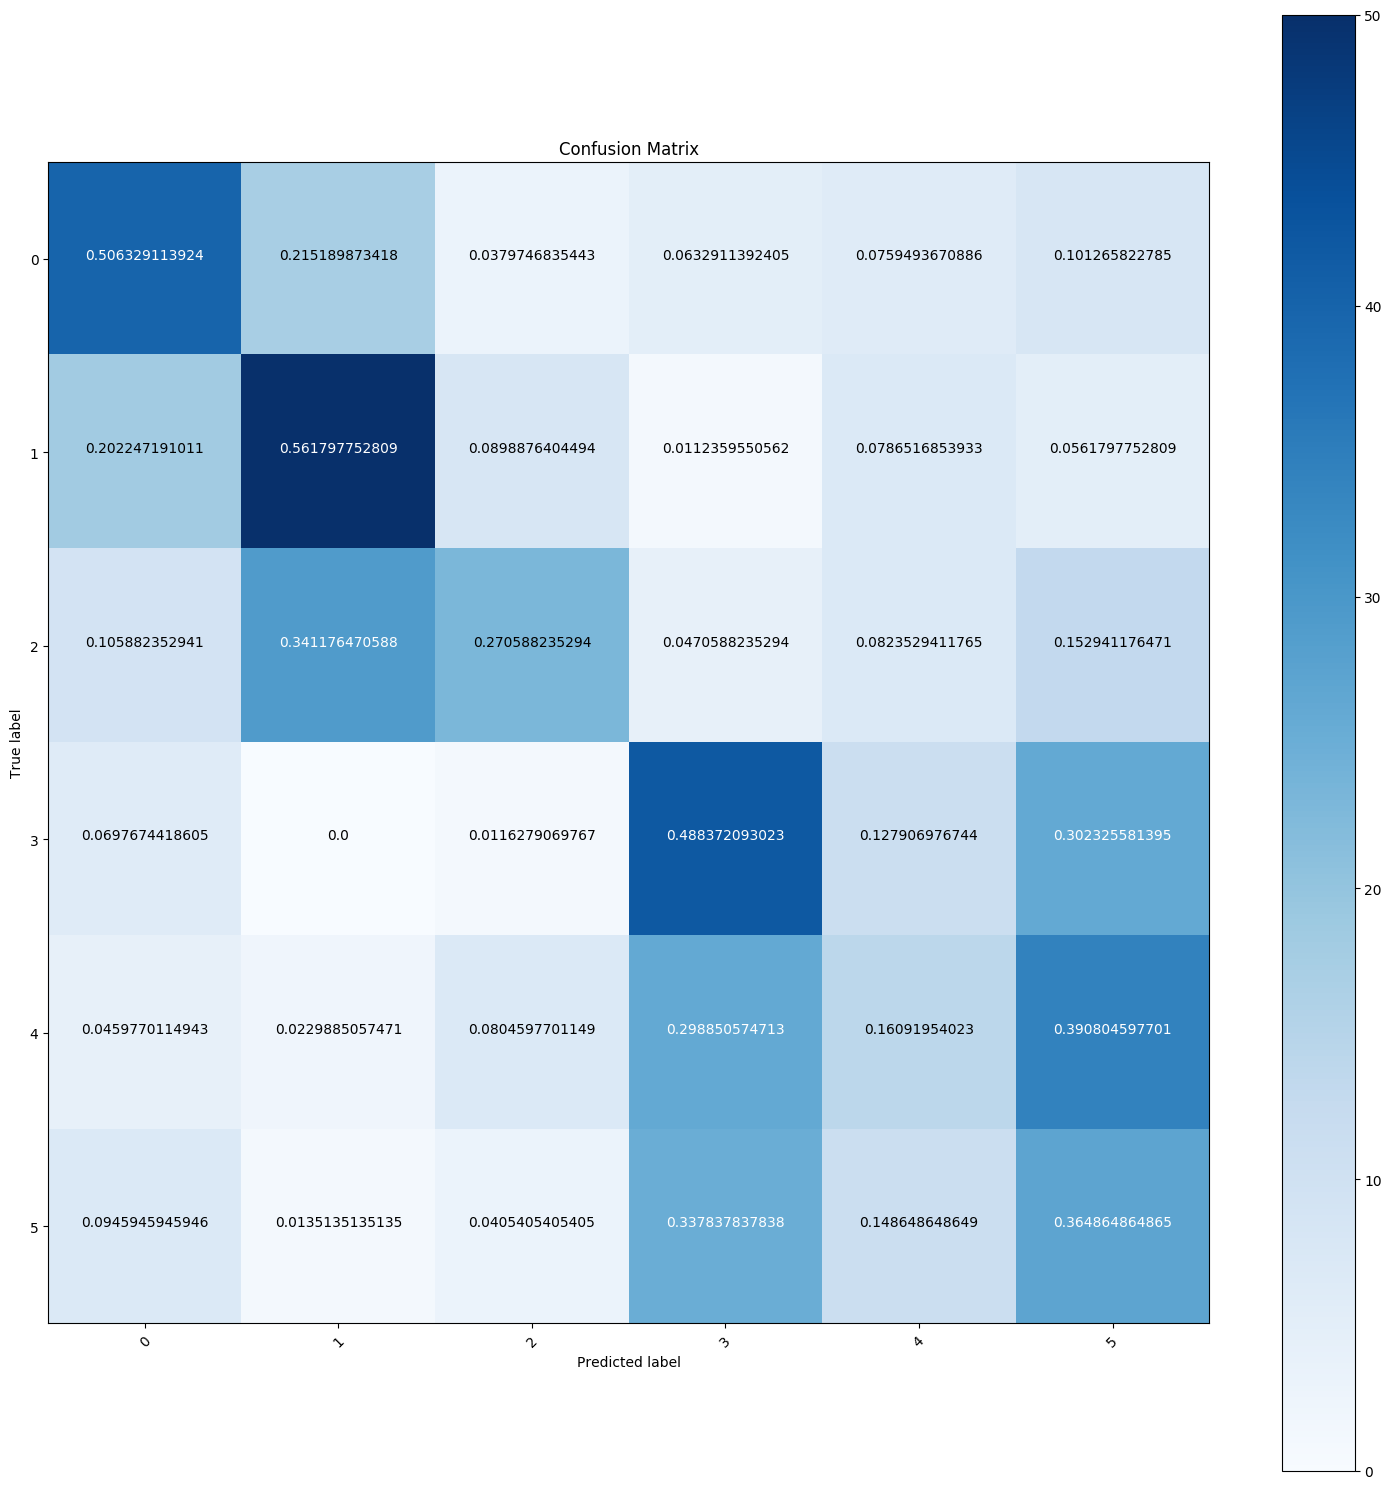 Confusion Matrix
0 0.506329113924 0.215189873418 0.0379746835443 0.0632911392405 0.0759493670886 0.101265822785
1 0.202247191011 0.561797752809 0.0898876404494 0.0112359550562 0.0786516853933 0.0561797752809
2 0.105882352941 0.341176470588 0.270588235294 0.0470588235294 0.0823529411765 0.152941176471
3 0.0697674418605 0.0 0.0116279069767 0.488372093023 0.127906976744 0.302325581395
4 0.0459770114943 0.0229885057471 0.0804597701149 0.298850574713 0.16091954023 0.390804597701
5 0.0945945945946 0.0135135135135 0.0405405405405 0.337837837838 0.148648648649 0.364864864865
True label
0 1 2 3 4 5
Predicted label
50
40
30
20
10
0